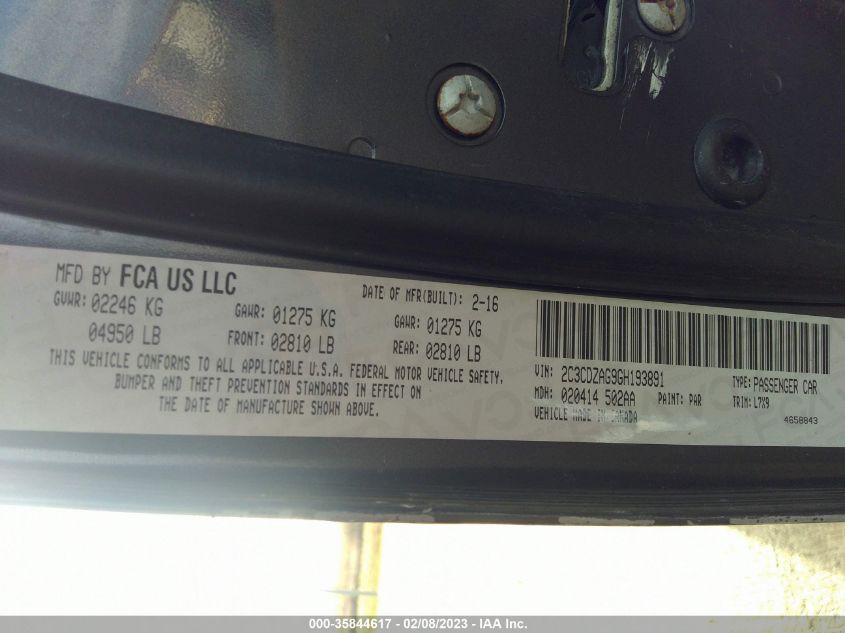 MFD BY FCA US LLC
DATE OF MFR(BUILT): 2-16
GVWR: 02246 KG
04950 LB
GAWR: 01275 KG
FRONT: 02810 LB
GAWR: 01275 KG
REAR: 02810 LB
THIS VEHICLE CONFORMS TO ALL APPLICABLE U.S.A. FEDERAL MOTOR VEHICLE SAFETY,
BUMPER AND THEFT PREVENTION STANDARDS IN EFFECT ON
THE DATE OF MANUFACTURE SHOWN ABOVE.
VIN: 2C3CDZAG9GH193891
TYPE: PASSENGER CAR
MDH: 020414 502AA
PAINT: PAR
TRIM: L7X9
VEHICLE MADE IN CANADA
4658843
000-35844617 — 02/08/2023 — IAA Inc.